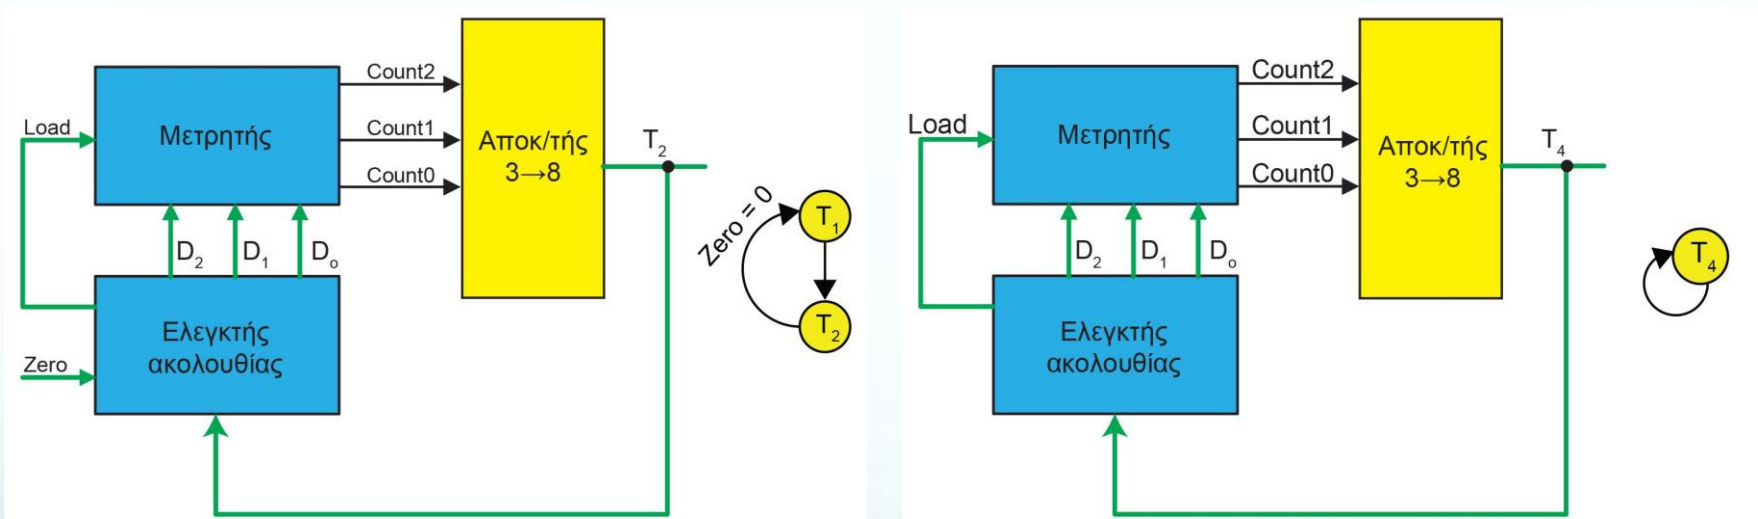 Count2
Load
Μετρητής
Count1
Count0
Αποκ/τής
3→8
T2
D2
D1
Do
Zero = 0
T1
T2
Ελεγκτής
ακολουθίας
Zero
Count2
Load
Μετρητής
Count1
Count0
Αποκ/τής
3→8
T4
D2
D1
Do
T4
Ελεγκτής
ακολουθίας